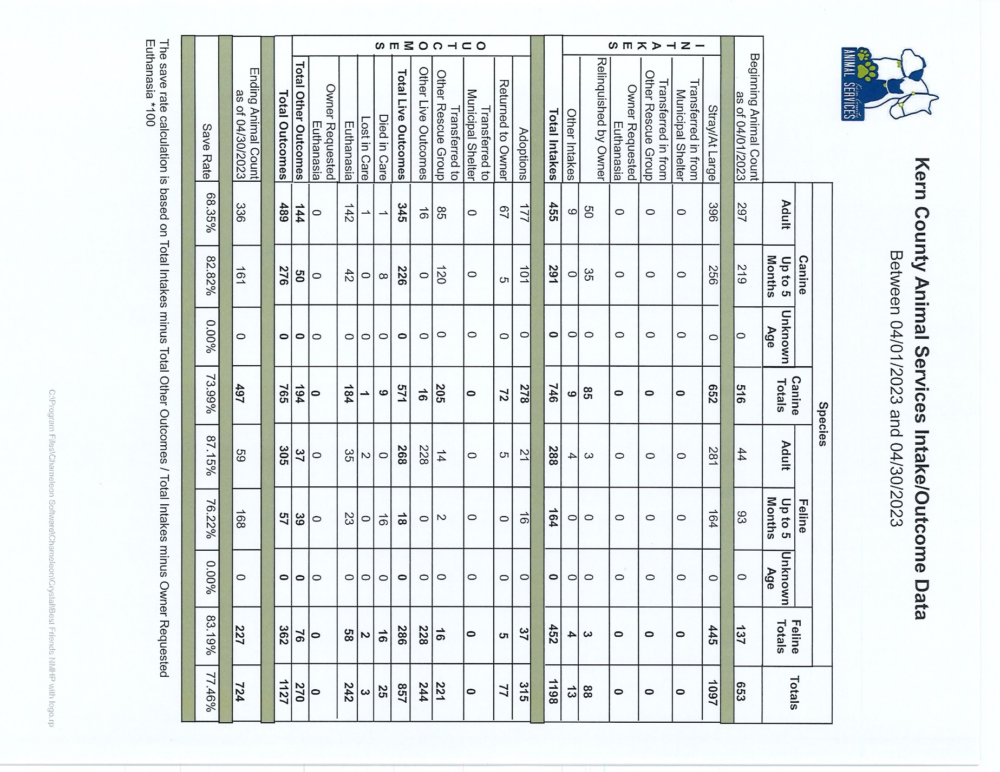 Kern County
ANIMAL SERVICES
Kern County Animal Services Intake/Outcome Data
Between 04/01/2023 and 04/30/2023
Species
Canine
Canine Totals
Feline
Feline Totals
Totals
Adult
Up to 5 Months
Unknown Age
Adult
Up to 5 Months
Unknown Age
Beginning Animal Count
as of 04/01/2023 297 219 0 516 44 93 0 137 653
INTAKES
Stray/At Large 396 256 0 652 281 164 0 445 1097
Transferred in from
Municipal Shelter 0 0 0 0 0 0 0 0 0
Transferred in from
Other Rescue Group 0 0 0 0 0 0 0 0 0
Owner Requested
Euthanasia 0 0 0 0 0 0 0 0 0
Relinquished by Owner 50 35 0 85 3 0 0 3 88
Other Intakes 9 0 0 9 4 0 0 4 13
Total Intakes 455 291 0 746 288 164 0 452 1198
OUTCOMES
Adoptions 177 101 0 278 21 16 0 37 315
Returned to Owner 67 5 0 72 5 0 0 5 77
Transferred to
Municipal Shelter 0 0 0 0 0 0 0 0 0
Transferred to
Other Rescue Group 85 120 0 205 14 2 0 16 221
Other Live Outcomes 16 0 0 16 228 0 0 228 244
Total Live Outcomes 345 226 0 571 268 18 0 286 857
Died in Care 1 8 0 9 0 16 0 16 25
Lost in Care 1 0 0 1 2 0 0 2 3
Euthanasia 142 42 0 184 35 23 0 58 242
Owner Requested
Euthanasia 0 0 0 0 0 0 0 0 0
Total Other Outcomes 144 50 0 194 37 39 0 76 270
Total Outcomes 489 276 0 765 305 57 0 362 1127
Ending Animal Count
as of 04/30/2023 336 161 0 497 59 168 0 227 724
Save Rate 68.35% 82.82% 0.00% 73.99% 87.15% 76.22% 0.00% 83.19% 77.46%
The save rate calculation is based on Total Intakes minus Total Other Outcomes / Total Intakes minus Owner Requested
Euthanasia *100
C:\Program Files\Chameleon Software\Chameleon\Crystal\Best Friends NMHP with logo.rp